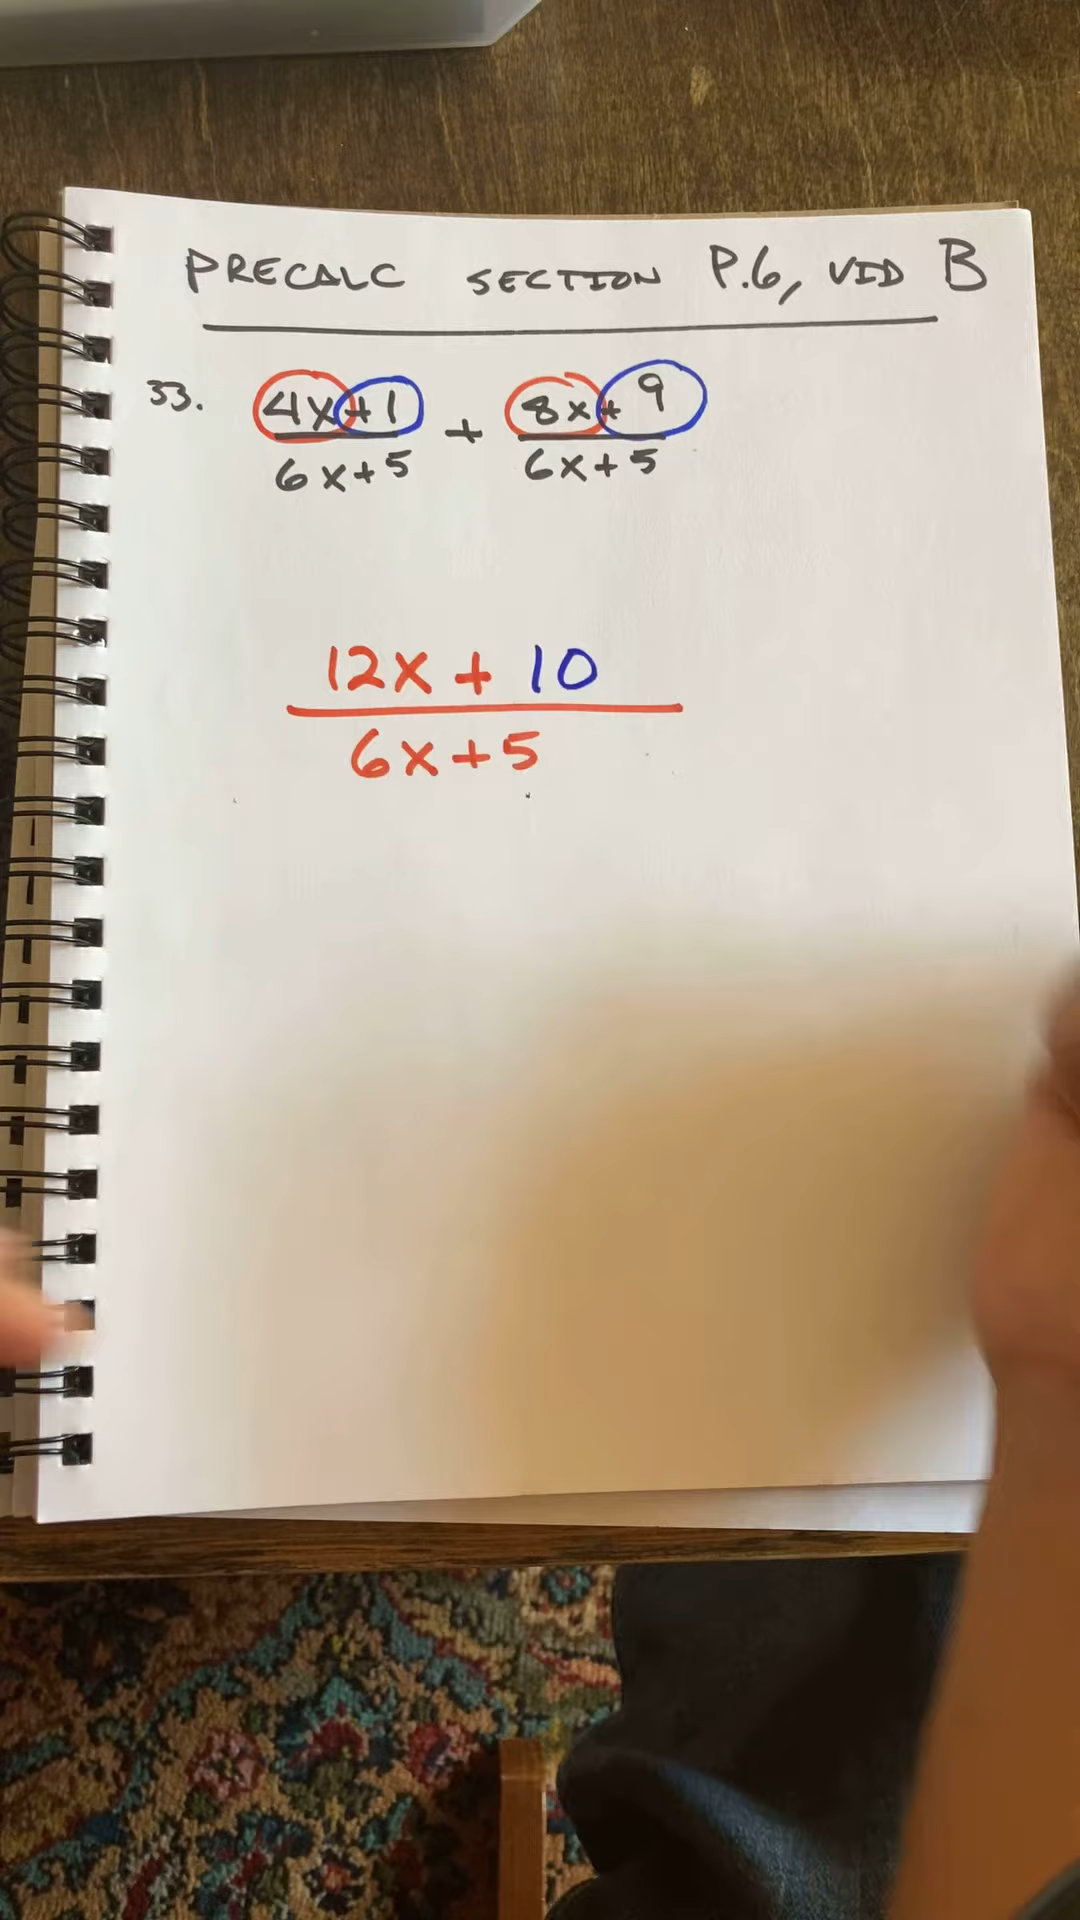 PRECALC SECTION P.6, VID B
33. 4x+1 + 8x+9
6x+5 6x+5
12x + 10
6x+5